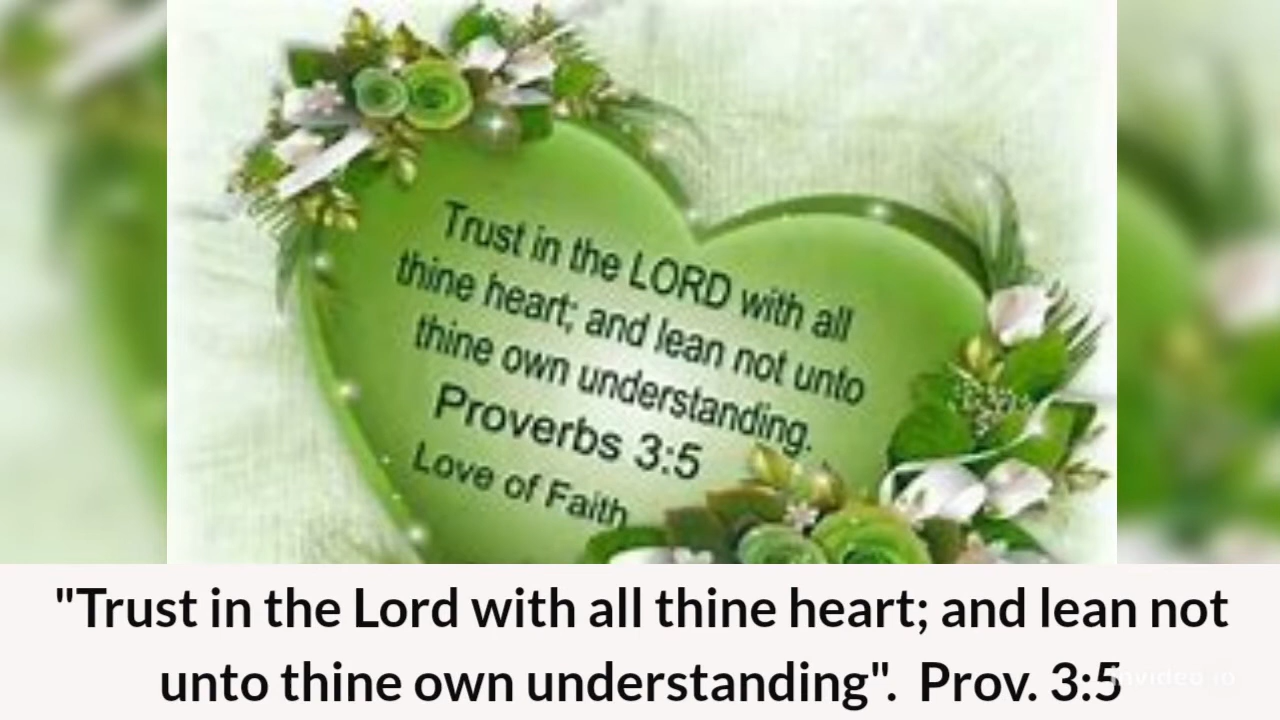 Trust in the LORD with all
thine heart; and lean not unto
thine own understanding.
Proverbs 3:5
Love of Faith
"Trust in the Lord with all thine heart; and lean not
unto thine own understanding". Prov. 3:5
invideo io